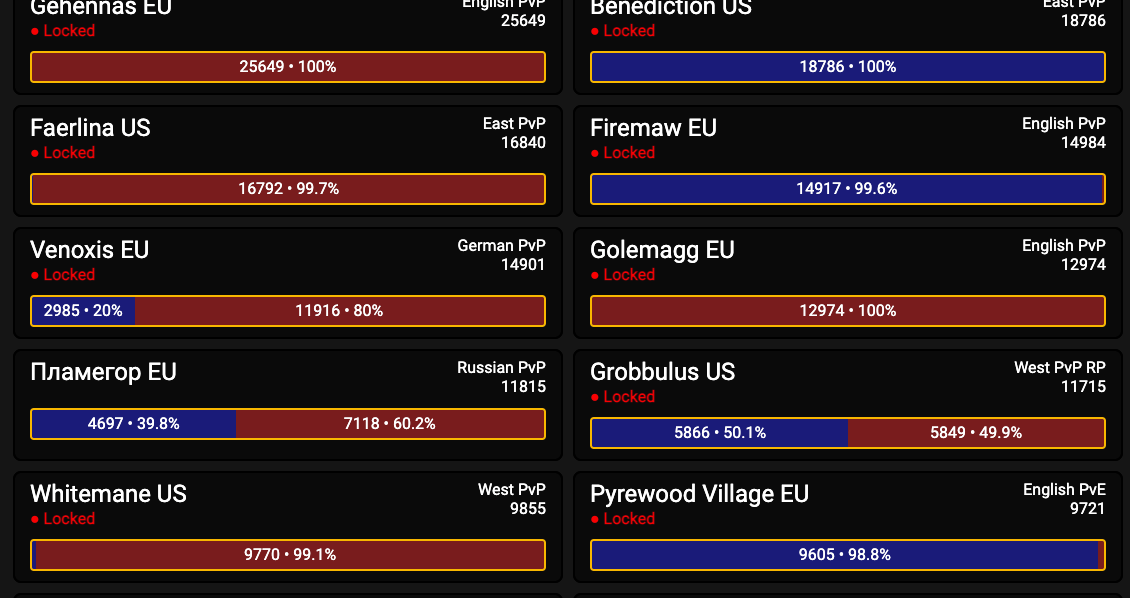 Gehennas EU
English PvP
● Locked
25649
25649 • 100%
Benediction US
East PvP
● Locked
18786
18786 • 100%
Faerlina US
East PvP
● Locked
16840
16792 • 99.7%
Firemaw EU
English PvP
● Locked
14984
14917 • 99.6%
Venoxis EU
German PvP
● Locked
14901
2985 • 20%
11916 • 80%
Golemagg EU
English PvP
● Locked
12974
12974 • 100%
Пламегор EU
Russian PvP
11815
4697 • 39.8%
7118 • 60.2%
Grobbulus US
West PvP RP
● Locked
11715
5866 • 50.1%
5849 • 49.9%
Whitemane US
West PvP
● Locked
9855
9770 • 99.1%
Pyrewood Village EU
English PvE
● Locked
9721
9605 • 98.8%